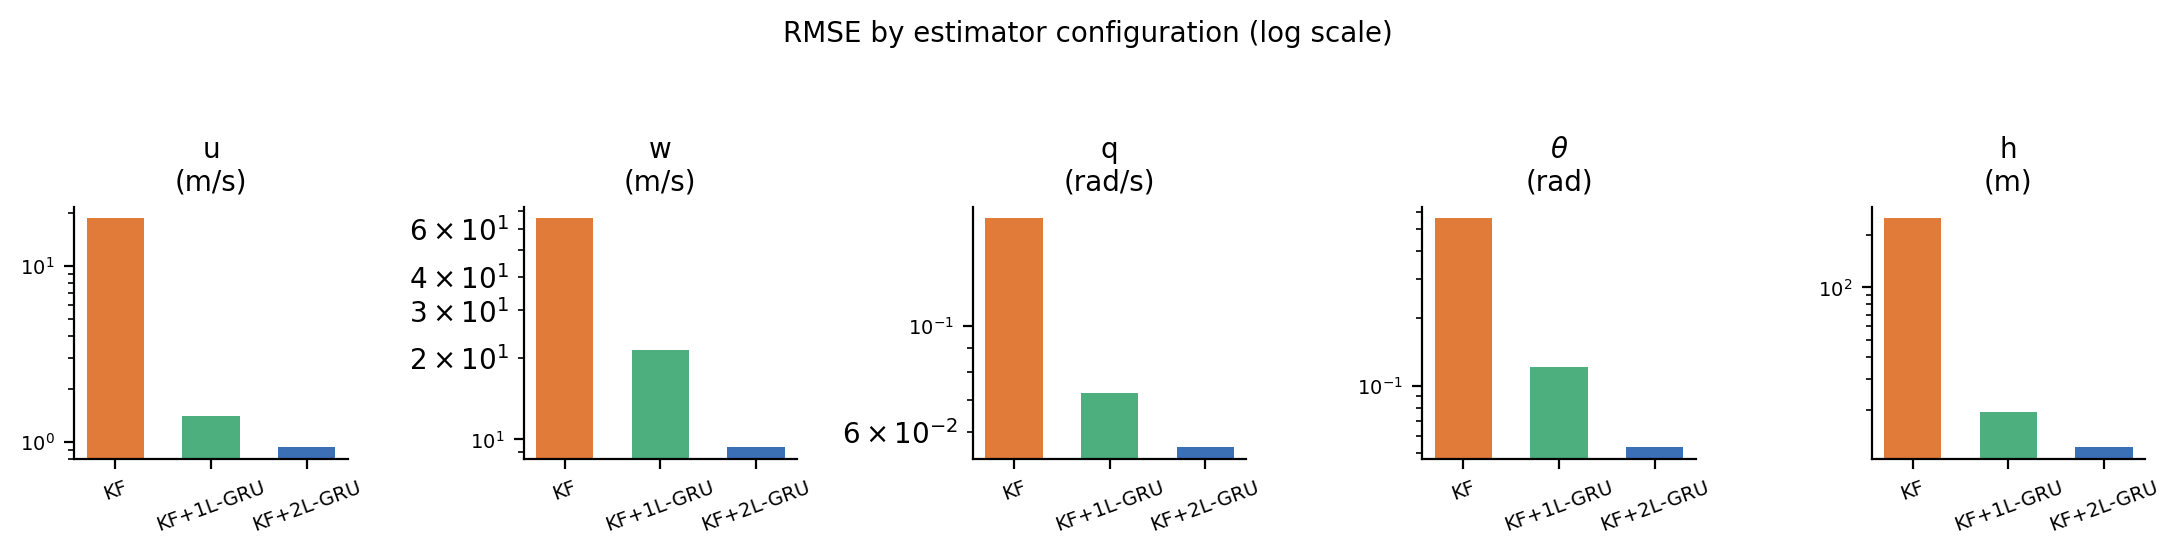 RMSE by estimator configuration (log scale)
u
(m/s)
10¹
10⁰
KF
KF+1L-GRU
KF+2L-GRU
w
(m/s)
6 × 10¹
4 × 10¹
3 × 10¹
2 × 10¹
10¹
KF
KF+1L-GRU
KF+2L-GRU
q
(rad/s)
10⁻¹
6 × 10⁻²
KF
KF+1L-GRU
KF+2L-GRU
θ
(rad)
10⁻¹
KF
KF+1L-GRU
KF+2L-GRU
h
(m)
10²
KF
KF+1L-GRU
KF+2L-GRU